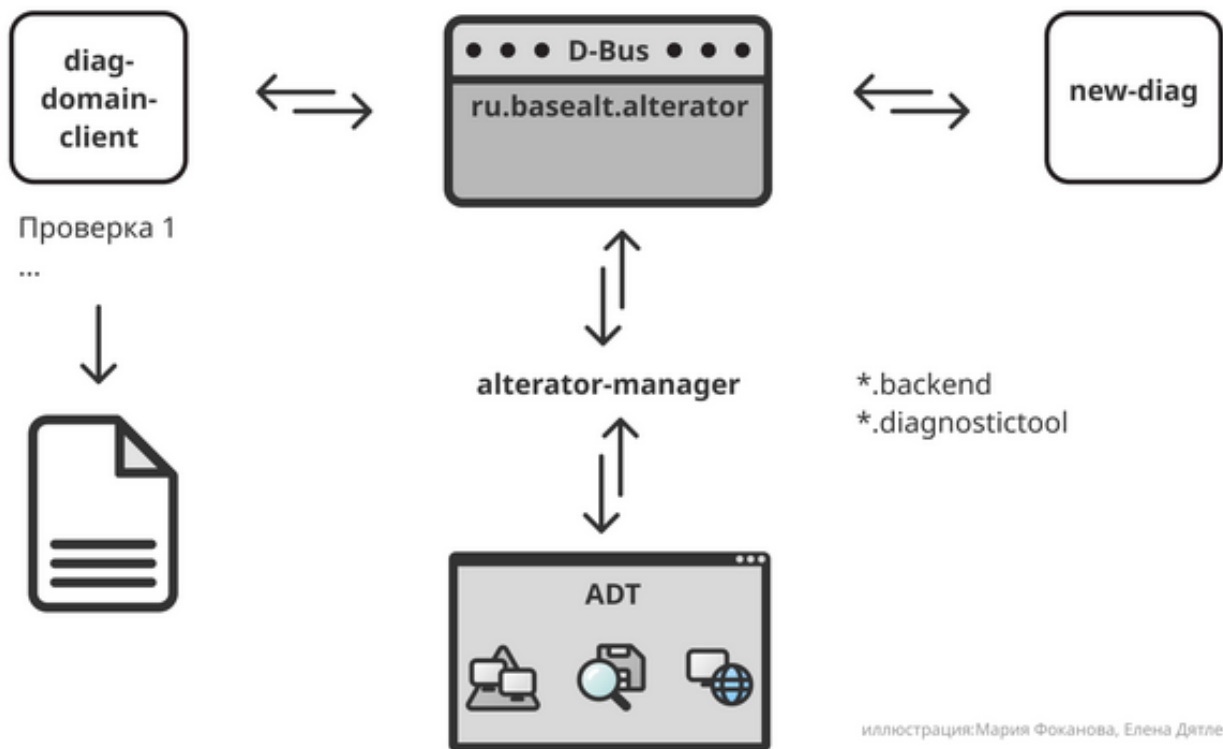 diag-
domain-
client
D-Bus
ru.basealt.alterator
new-diag
Проверка 1
...
alterator-manager
*.backend
*.diagnostictool
ADT
иллюстрация:Мария Фоканова, Елена